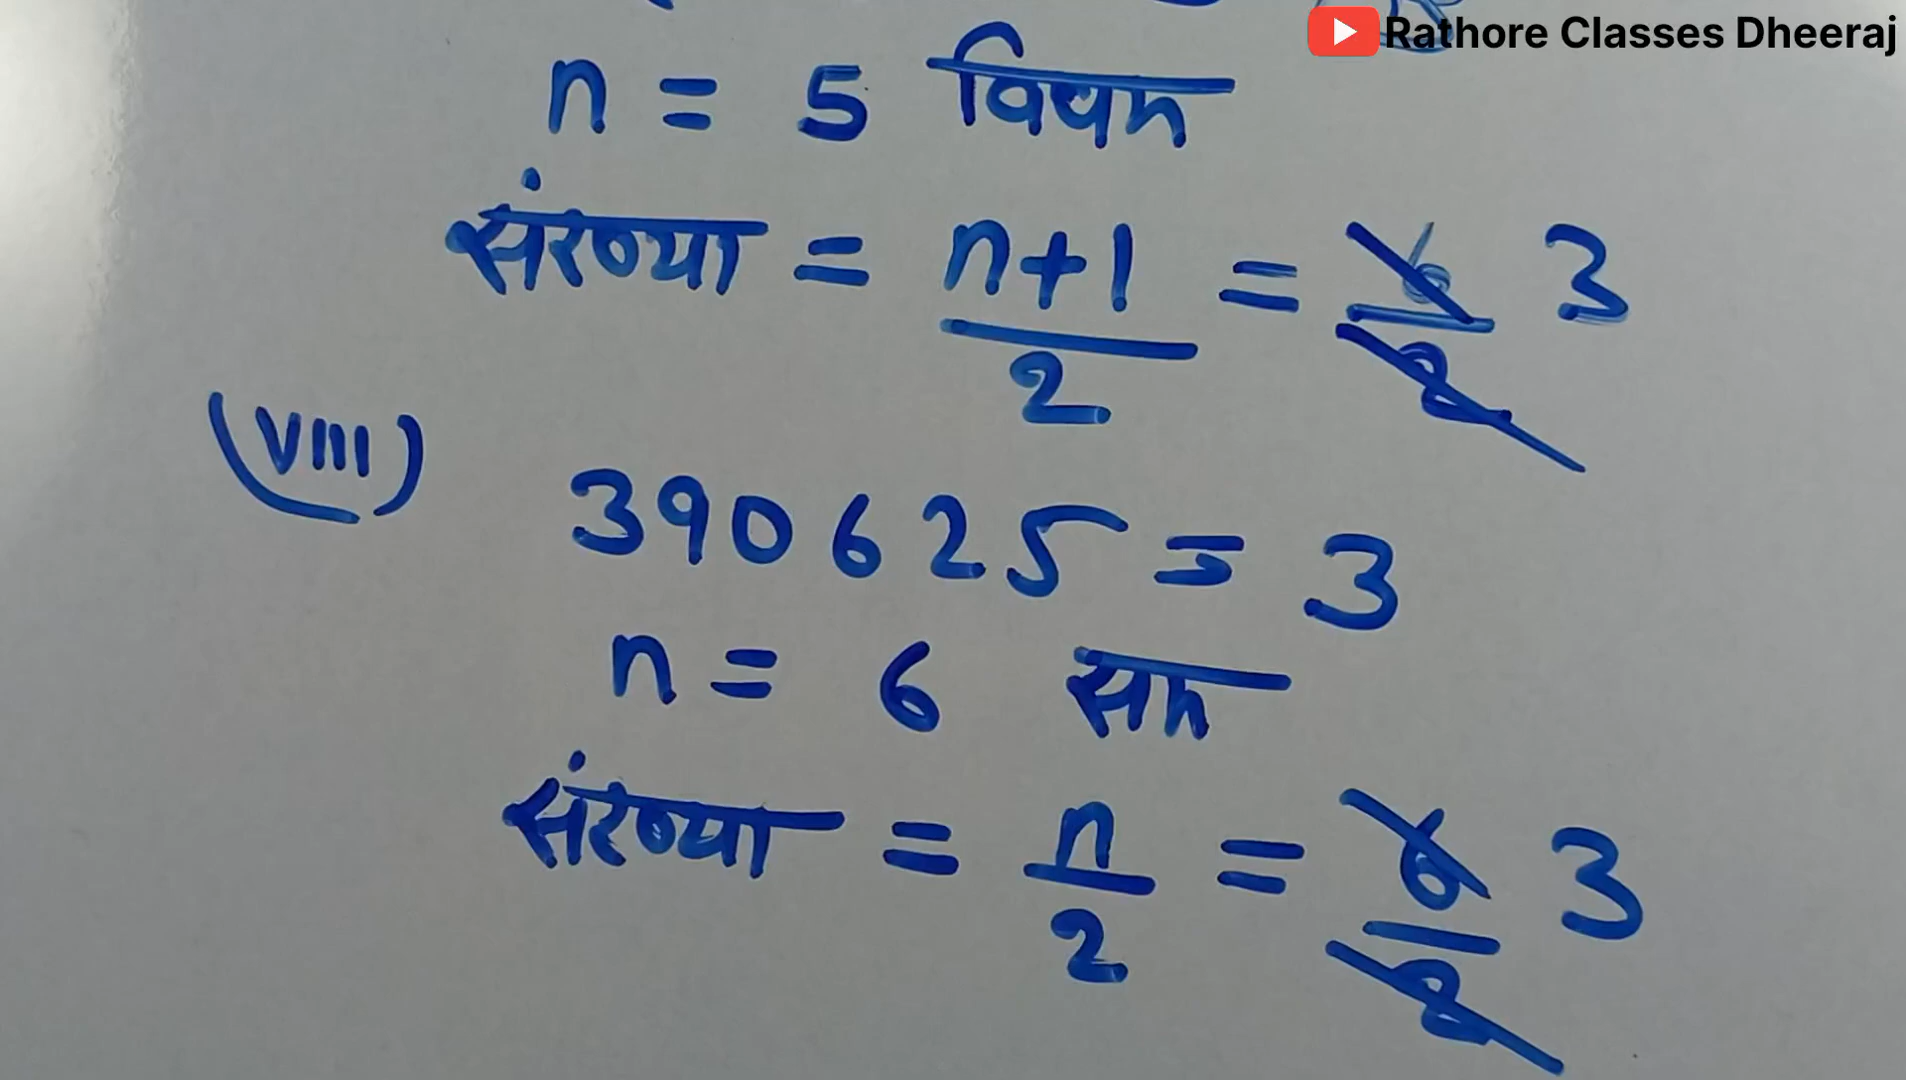 Rathore Classes Dheeraj
n = 5 विषम
संख्या = n+1/2 = 6/2 3
(VIII)
390625 = 3
n = 6 सम
संख्या = n/2 = 6/2 3